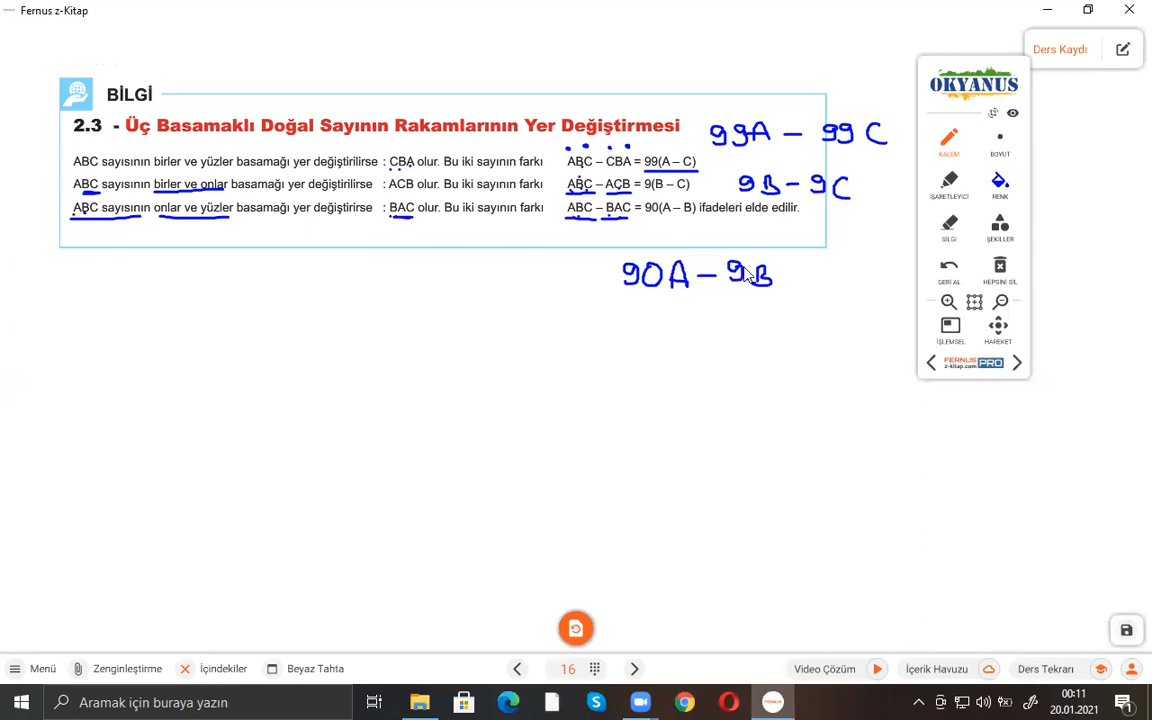 Fernus z-Kitap
Ders Kaydı
BİLGİ
OKYANUS
2.3 - Üç Basamaklı Doğal Sayının Rakamlarının Yer Değiştirmesi
99A – 99C
ABC sayısının birler ve yüzler basamağı yer değiştirilirse : CBA olur. Bu iki sayının farkı ABC – CBA = 99(A – C)
KALEM BOYUT
ABC sayısının birler ve onlar basamağı yer değiştirilirse : ACB olur. Bu iki sayının farkı ABC – ACB = 9(B – C)
9B – 9C
İŞARETLEYİCİ RENK
ABC sayısının onlar ve yüzler basamağı yer değiştirirse : BAC olur. Bu iki sayının farkı ABC – BAC = 90(A – B) ifadeleri elde edilir.
SİLGİ ŞEKİLLER
90A – 9B
GERİ AL HEPSİNİ SİL
İŞLEMSEL HAREKET
FERNUS z-kitap.com PRO
Menü Zenginleştirme İçindekiler Beyaz Tahta 16 Video Çözüm İçerik Havuzu Ders Tekrarı
Aramak için buraya yazın
00:11
20.01.2021
1